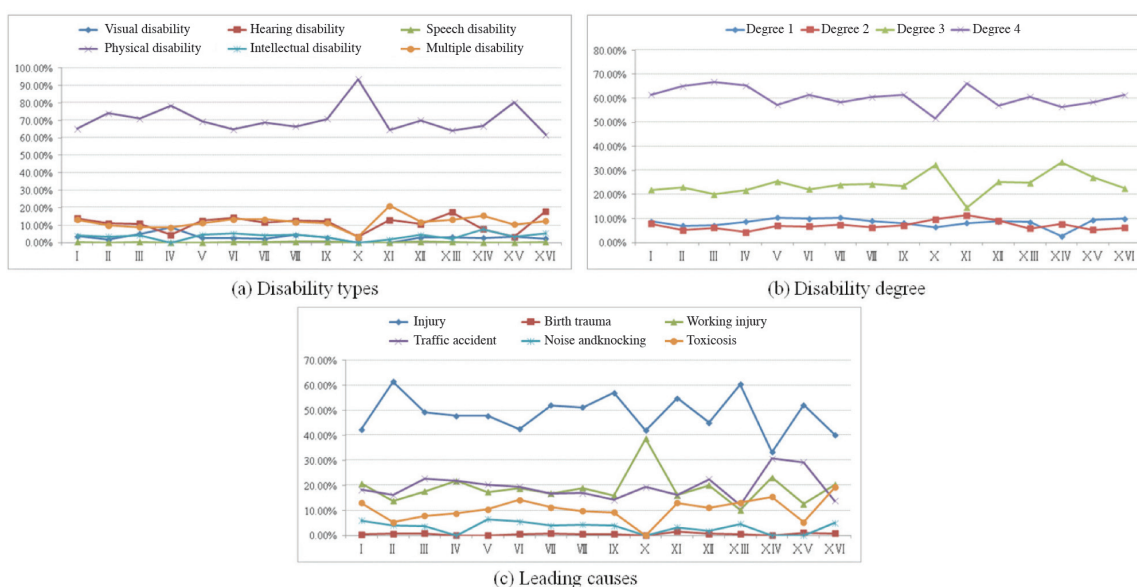 Visual disability Hearing disability Speech disability
Physical disability Intellectual disability Multiple disability
100.00%
90.00%
80.00%
70.00%
60.00%
50.00%
40.00%
30.00%
20.00%
10.00%
0.00%
I II III IV V VI VII VIII IX X XI XII XIII XIV XV XVI
(a) Disability types
Degree 1 Degree 2 Degree 3 Degree 4
80.00%
70.00%
60.00%
50.00%
40.00%
30.00%
20.00%
10.00%
0.00%
I II III IV V VI VII VIII IX X XI XII XIII XIV XV XVI
(b) Disability degree
Injury Birth trauma Working injury
Traffic accident Noise andknocking Toxicosis
70.00%
60.00%
50.00%
40.00%
30.00%
20.00%
10.00%
0.00%
I II III IV V VI VII VIII IX X XI XII XIII XIV XV XVI
(c) Leading causes